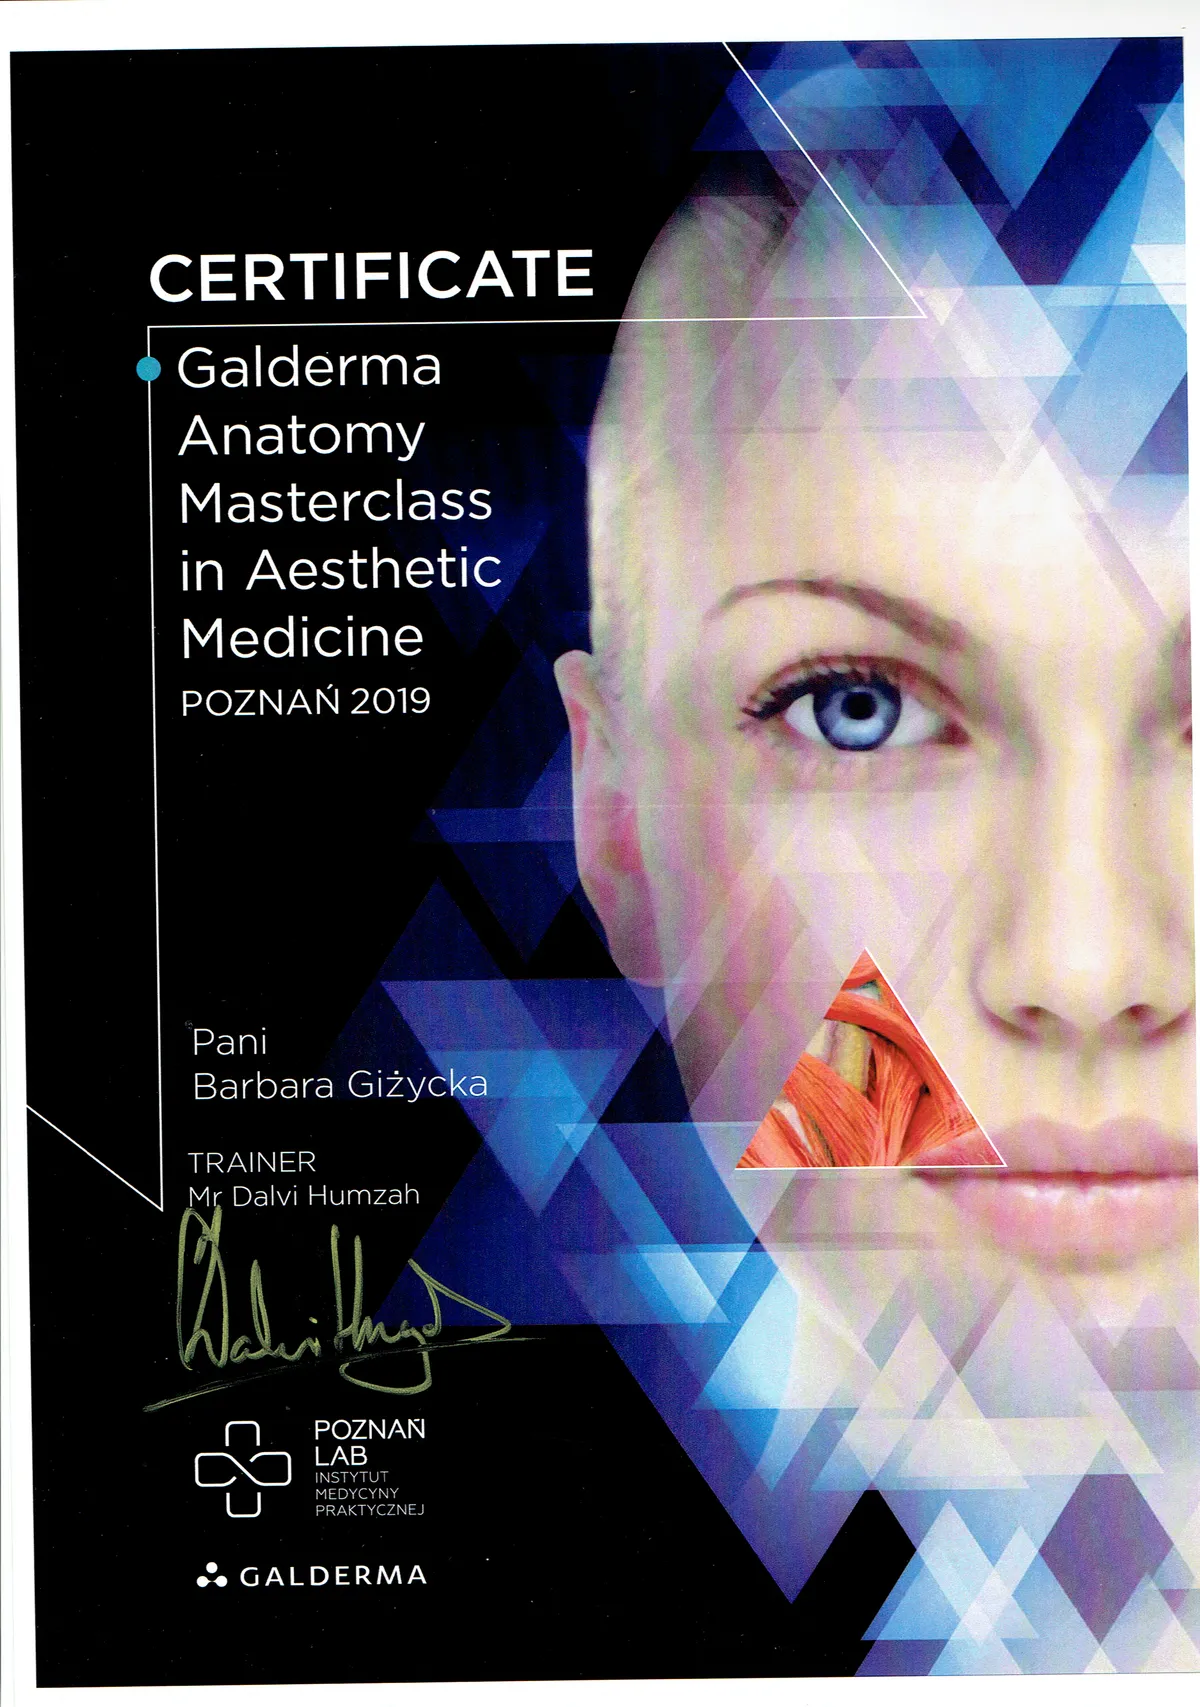 CERTIFICATE
Galderma
Anatomy
Masterclass
in Aesthetic
Medicine
POZNAŃ 2019
Pani
Barbara Giżycka
TRAINER
Mr Dalvi Humzah
POZNAŃ
LAB
INSTYTUT
MEDYCYNY
PRAKTYCZNEJ
GALDERMA